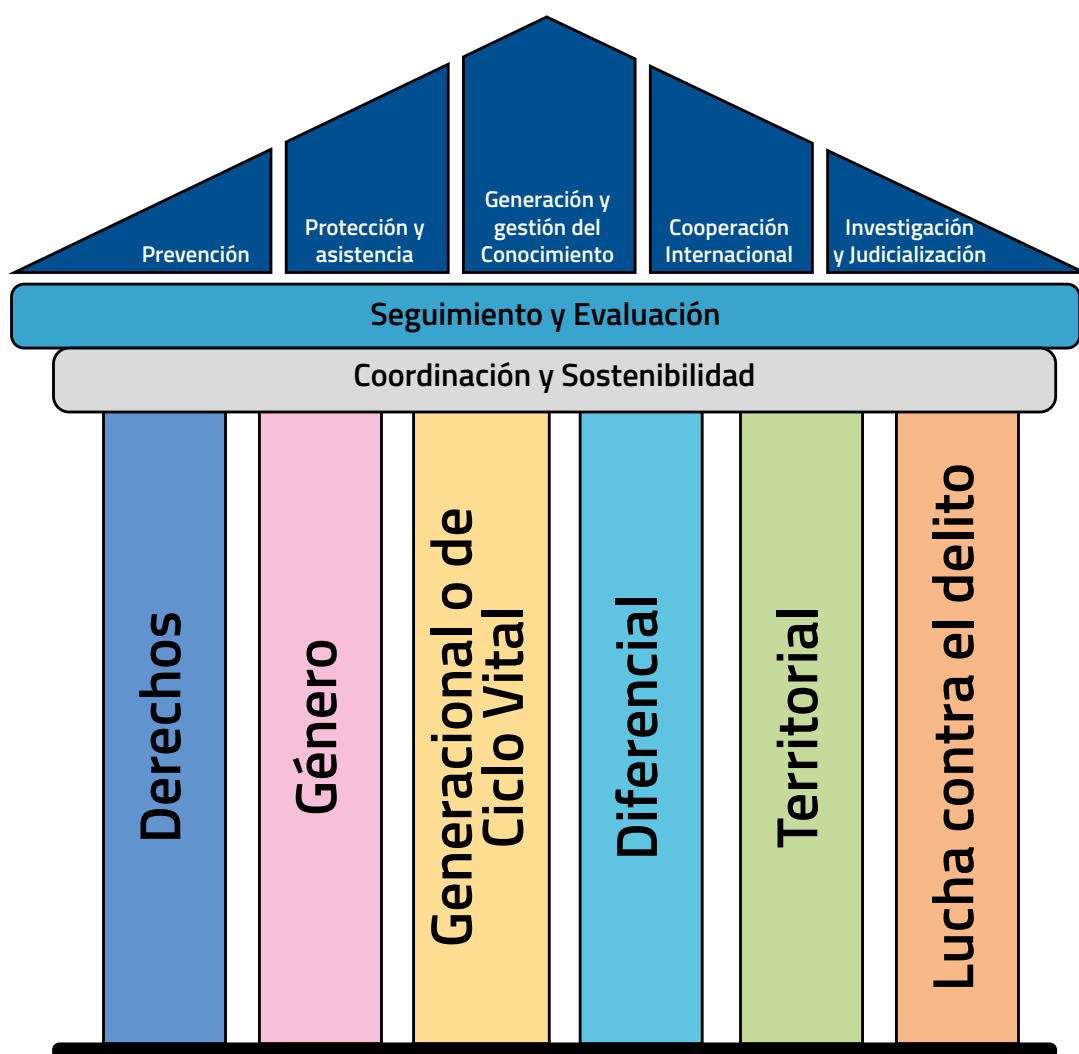 Prevención
Protección y
asistencia
Generación y
gestión del
Conocimiento
Cooperación
Internacional
Investigación
y Judicialización
Seguimiento y Evaluación
Coordinación y Sostenibilidad
Derechos
Género
Generacional o de
Ciclo Vital
Diferencial
Territorial
Lucha contra el delito